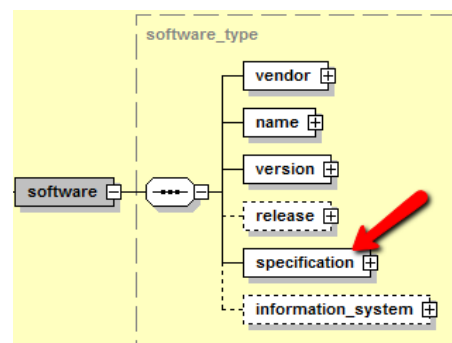 software_type
vendor
name
version
software
release
specification
information_system